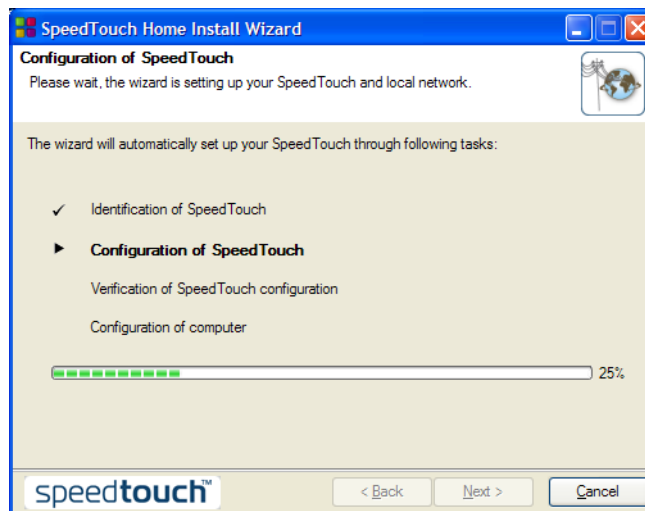 SpeedTouch Home Install Wizard
Configuration of SpeedTouch
Please wait, the wizard is setting up your SpeedTouch and local network.
The wizard will automatically set up your SpeedTouch through following tasks:
Identification of SpeedTouch
Configuration of SpeedTouch
Verification of SpeedTouch configuration
Configuration of computer
25%
speedtouch™
< Back Next > Cancel